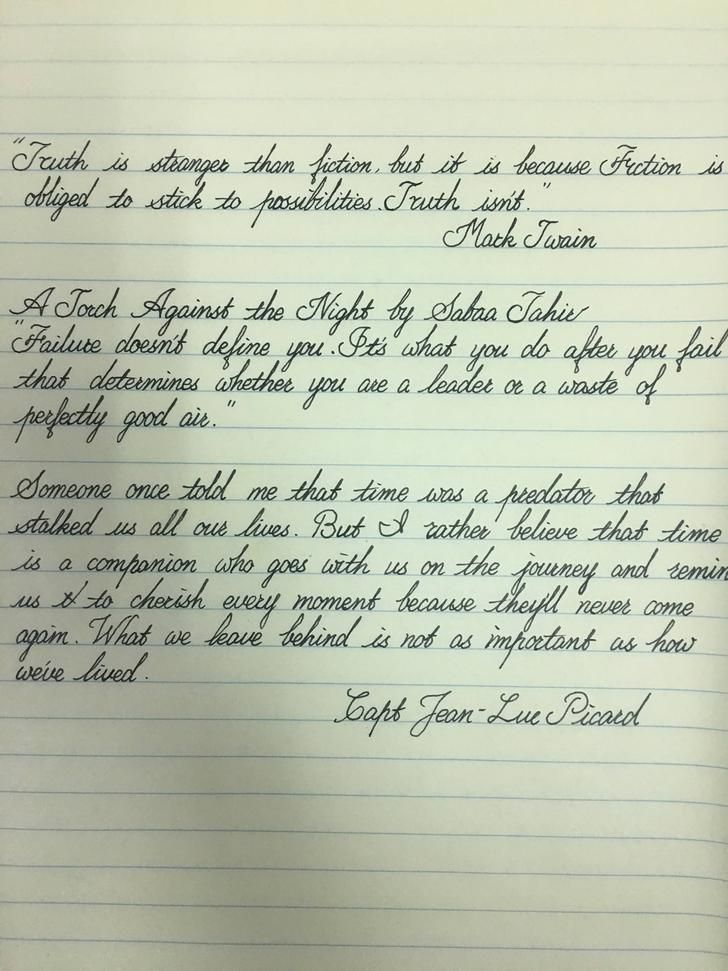 "Truth is stranger than fiction, but it is because Fiction is
obliged to stick to possibilities. Truth isn't."
Mark Twain
A Torch Against the Night by Sabaa Tahir
"Failure doesn't define you. It's what you do after you fail
that determines whether you are a leader or a waste of
perfectly good air."
Someone once told me that time was a predator that
stalked us all our lives. But I rather believe that time
is a companion who goes with us on the journey and remin
us to cherish every moment because they'll never come
again. What we leave behind is not as important as how
we've lived.
Capt Jean-Luc Picard